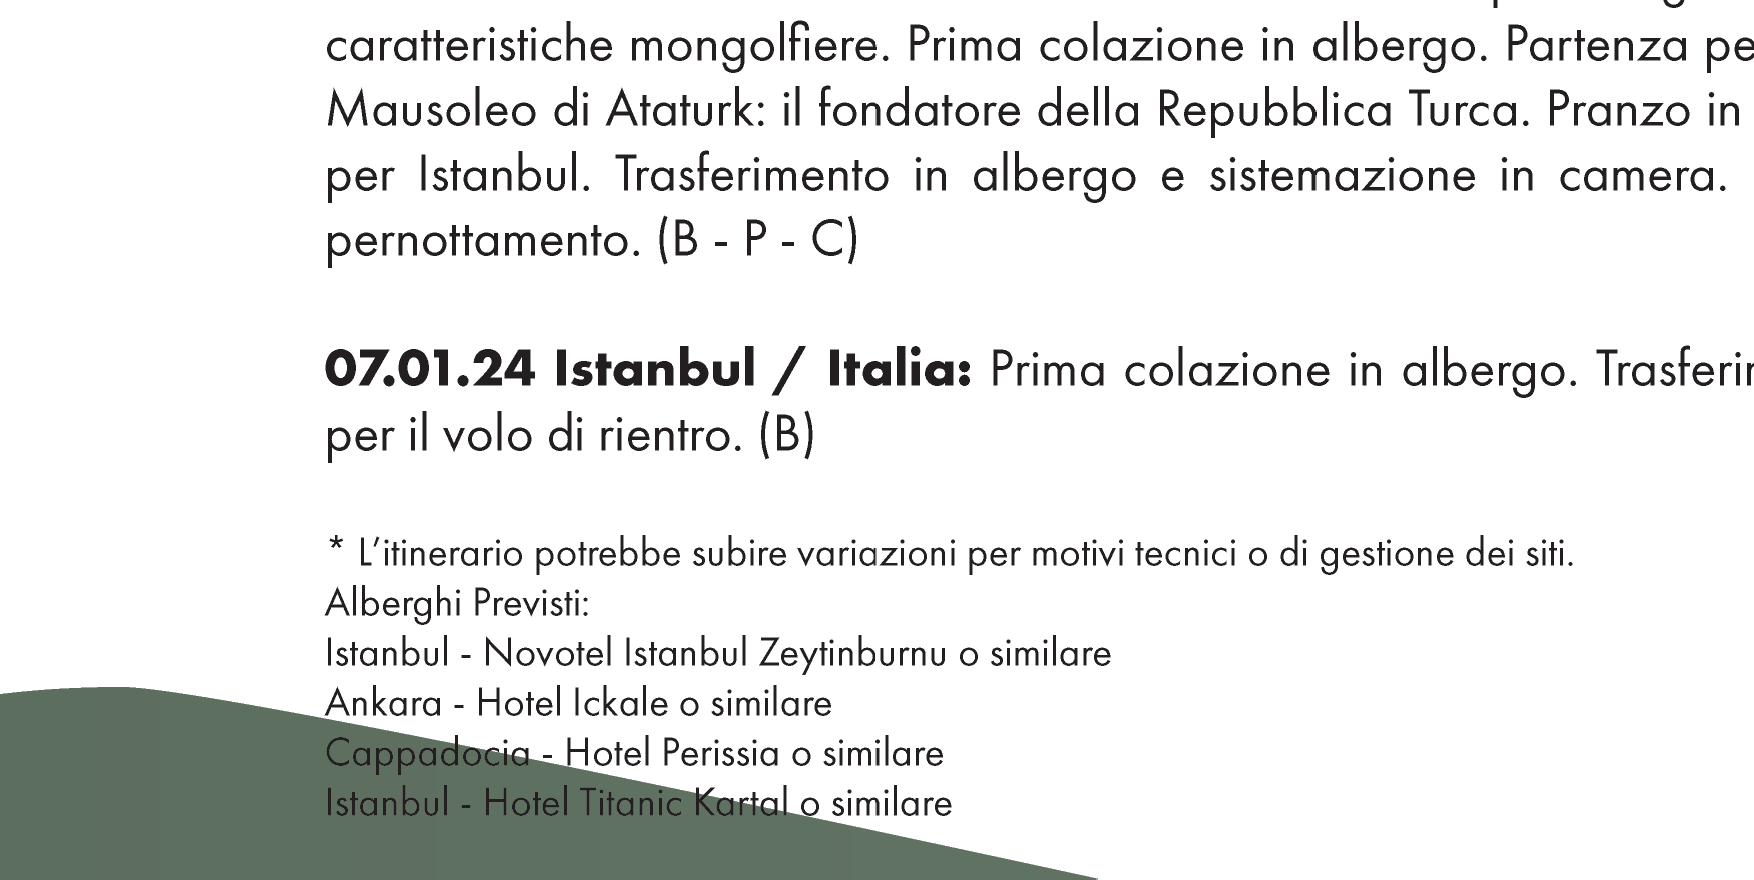 caratteristiche mongolfiere. Prima colazione in albergo. Partenza pe
Mausoleo di Ataturk: il fondatore della Repubblica Turca. Pranzo in
per Istanbul. Trasferimento in albergo e sistemazione in camera.
pernottamento. (B - P - C)
07.01.24 Istanbul / Italia: Prima colazione in albergo.
per il volo di rientro. (B)
* L’itinerario potrebbe subire variazioni per motivi tecnici o di gestione dei siti.
Alberghi Previsti:
Istanbul - Novotel Istanbul Zeytinburnu o similare
Ankara - Hotel Ickale o similare
Cappadocia - Hotel Perissia o similare
Istanbul - Hotel Titanic Kartal o similare